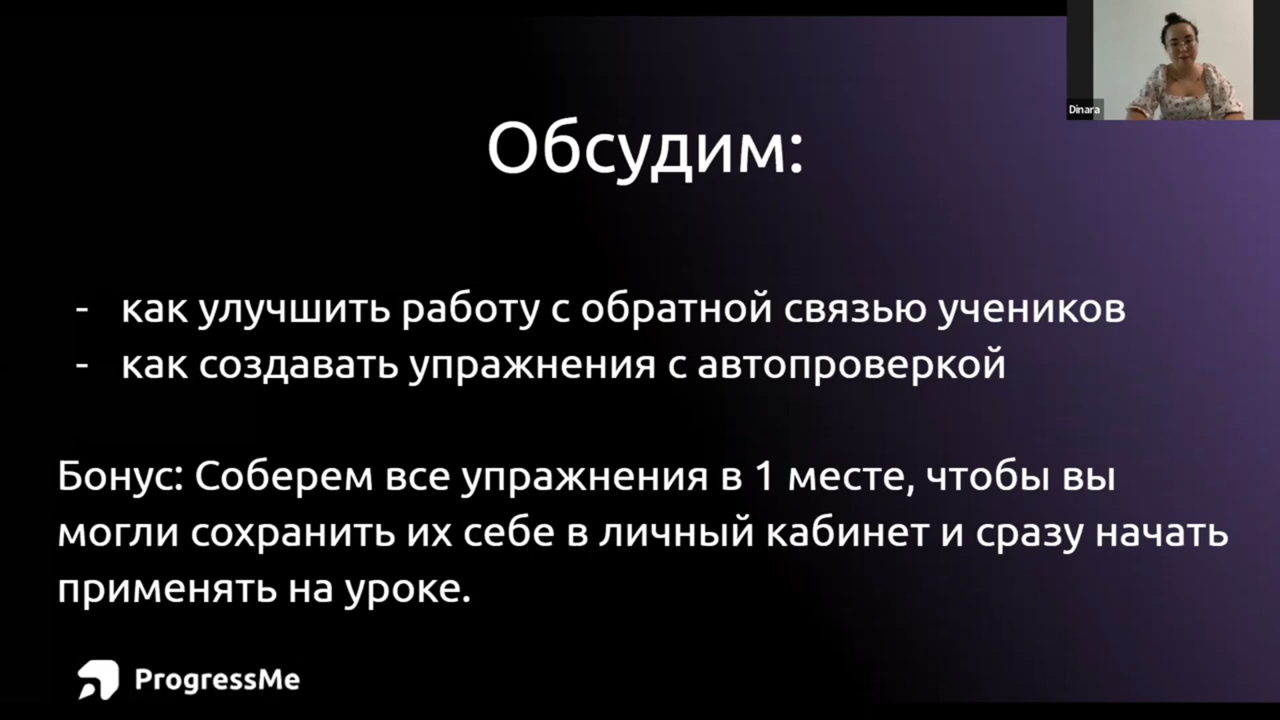 Dinara
Обсудим:
- как улучшить работу с обратной связью учеников
- как создавать упражнения с автопроверкой
Бонус: Соберем все упражнения в 1 месте, чтобы вы
могли сохранить их себе в личный кабинет и сразу начать
применять на уроке.
ProgressMe